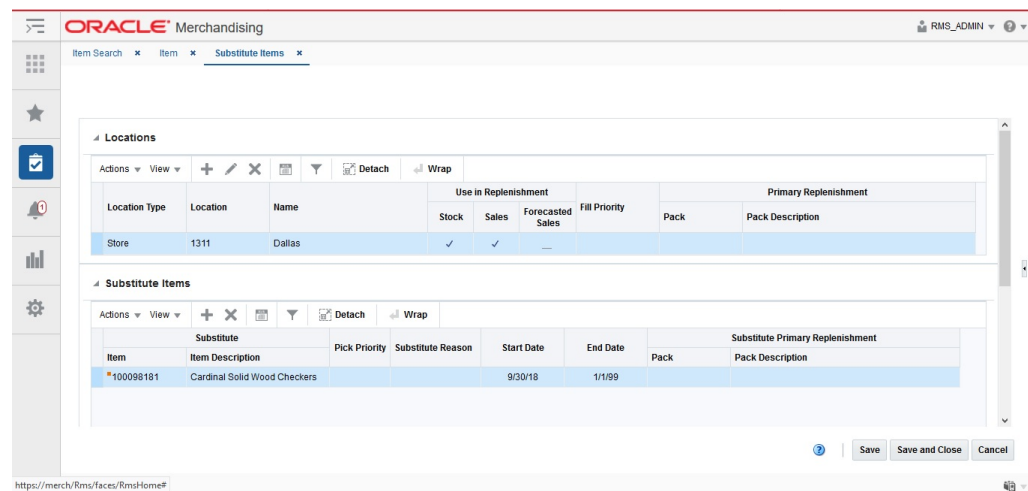 ORACLE® Merchandising
RMS_ADMIN
Item Search × Item × Substitute Items ×
1
Locations
Actions View Detach Wrap
Location Type Location Name Use in Replenishment Fill Priority Primary Replenishment
Stock Sales Forecasted Sales Pack Pack Description
Store 1311 Dallas
Substitute Items
Actions View Detach Wrap
Substitute Pick Priority Substitute Reason Start Date End Date Substitute Primary Replenishment
Item Item Description Pack Pack Description
100098181 Cardinal Solid Wood Checkers 9/30/18 1/1/99
Save Save and Close Cancel
https://merch/Rms/faces/RmsHome#